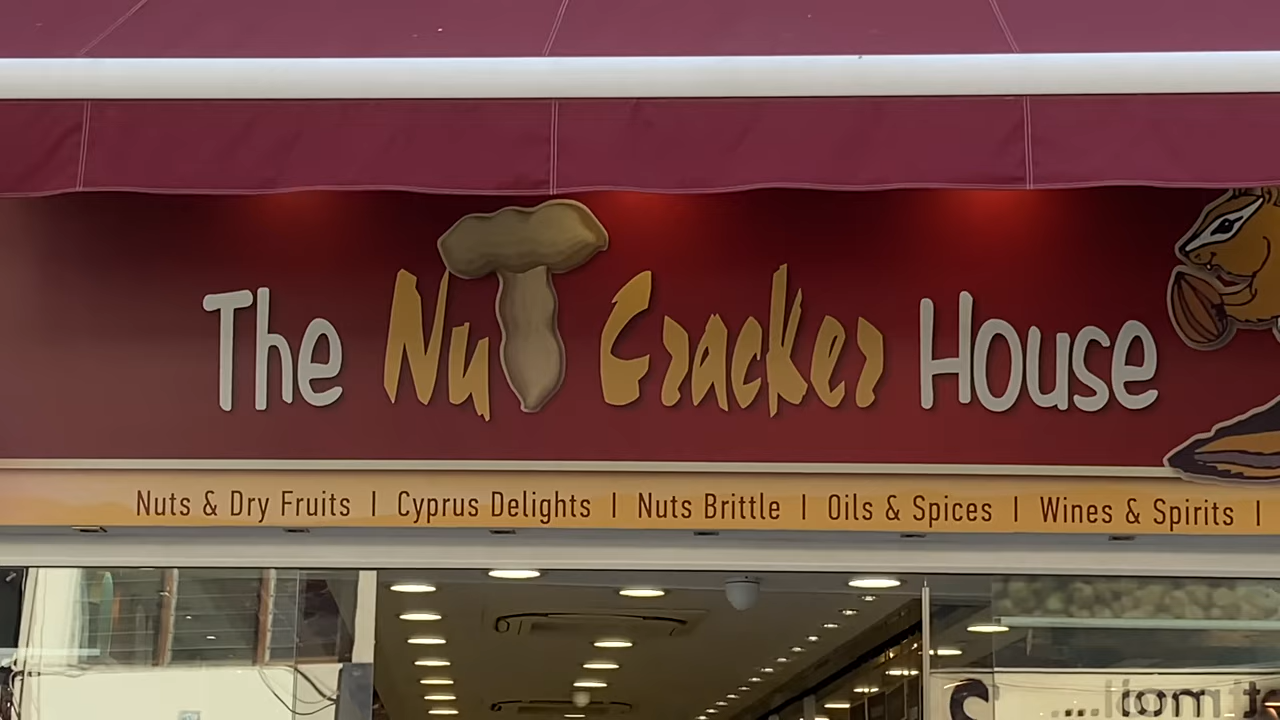 The NuT Cracker House
Nuts & Dry Fruits | Cyprus Delights | Nuts Brittle | Oils & Spices | Wines & Spirits |